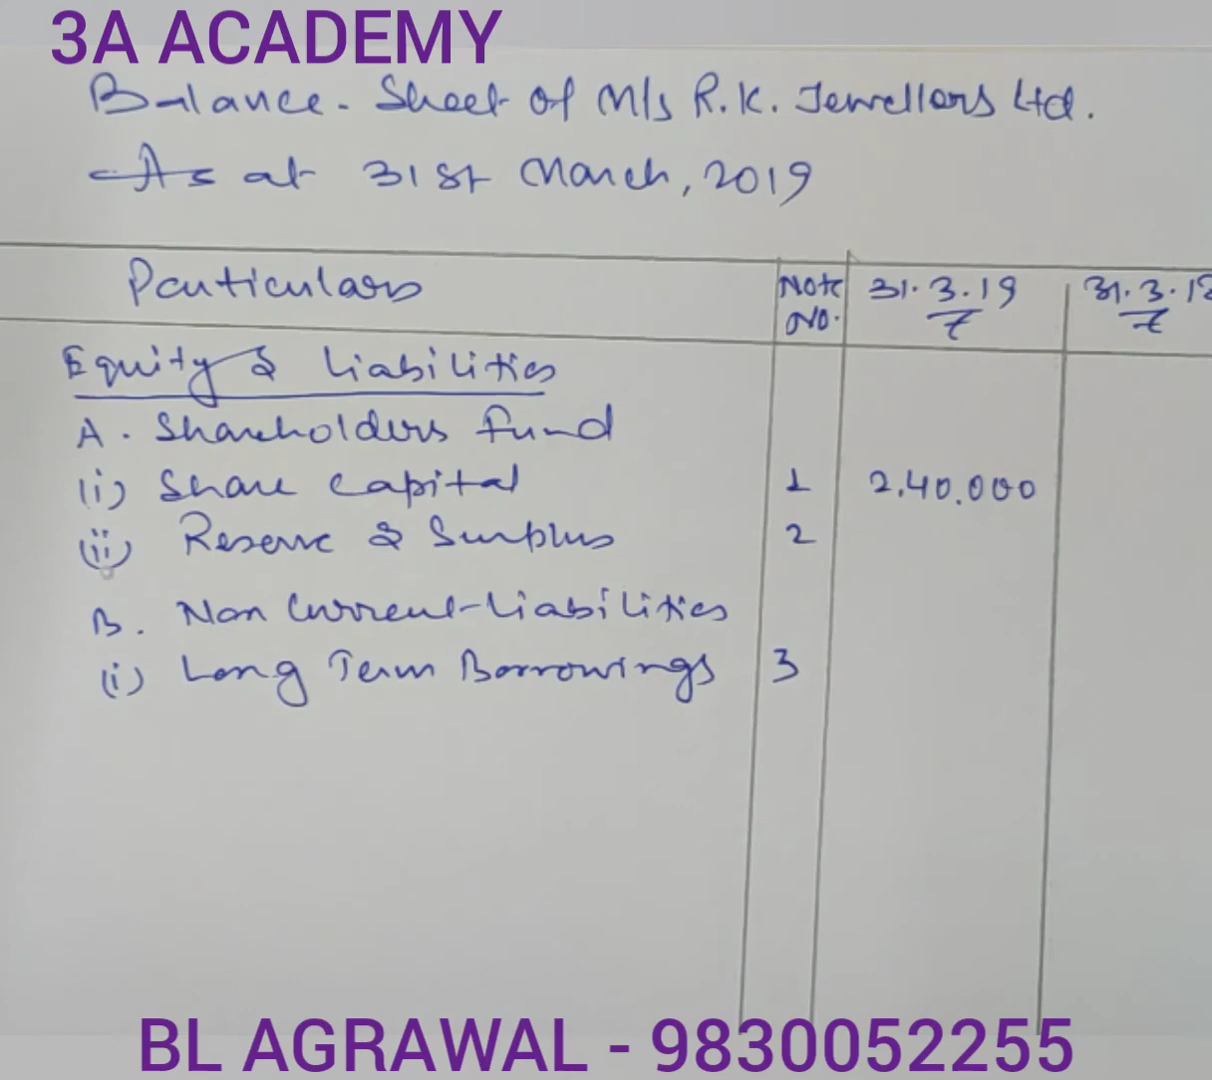 3A ACADEMY
Balance-Sheet of M/s R.K. Jewellers Ltd.
As at 31st March, 2019
Particulars Note No. 31.3.19 ₹ 31.3.18 ₹
Equity & Liabilities
A. Shareholders fund
(i) Share Capital 1 2,40,000
(ii) Reserve & Surplus 2
B. Non Current Liabilities
(i) Long Term Borrowings 3
BL AGRAWAL - 9830052255